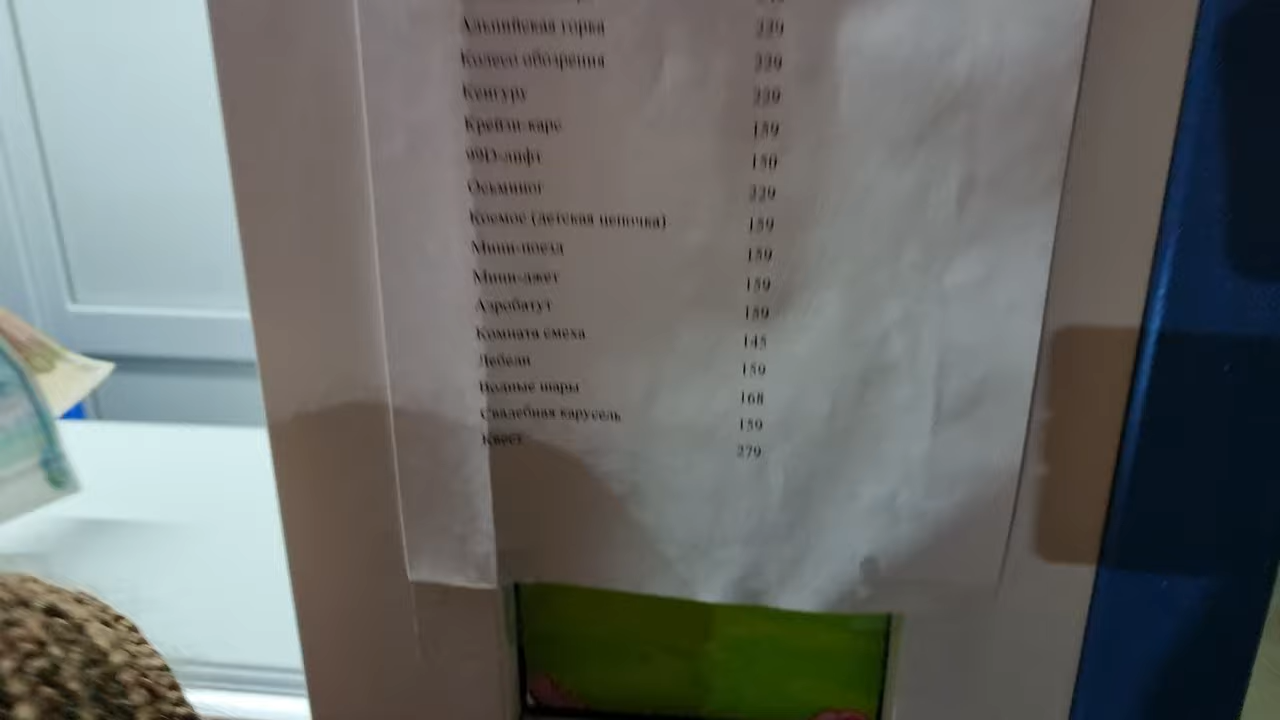 Альпийская горка 229
Колесо обозрения 229
Кенгуру 229
Крейзи-карс 159
99D-лифт 150
Осьминог 229
Космос (детская цепочка) 159
Мини-поезд 159
Мини-джет 159
Аэробатут 159
Комната смеха 145
Лебеди 159
Водные шары 168
Свадебная карусель 159
Квест 279